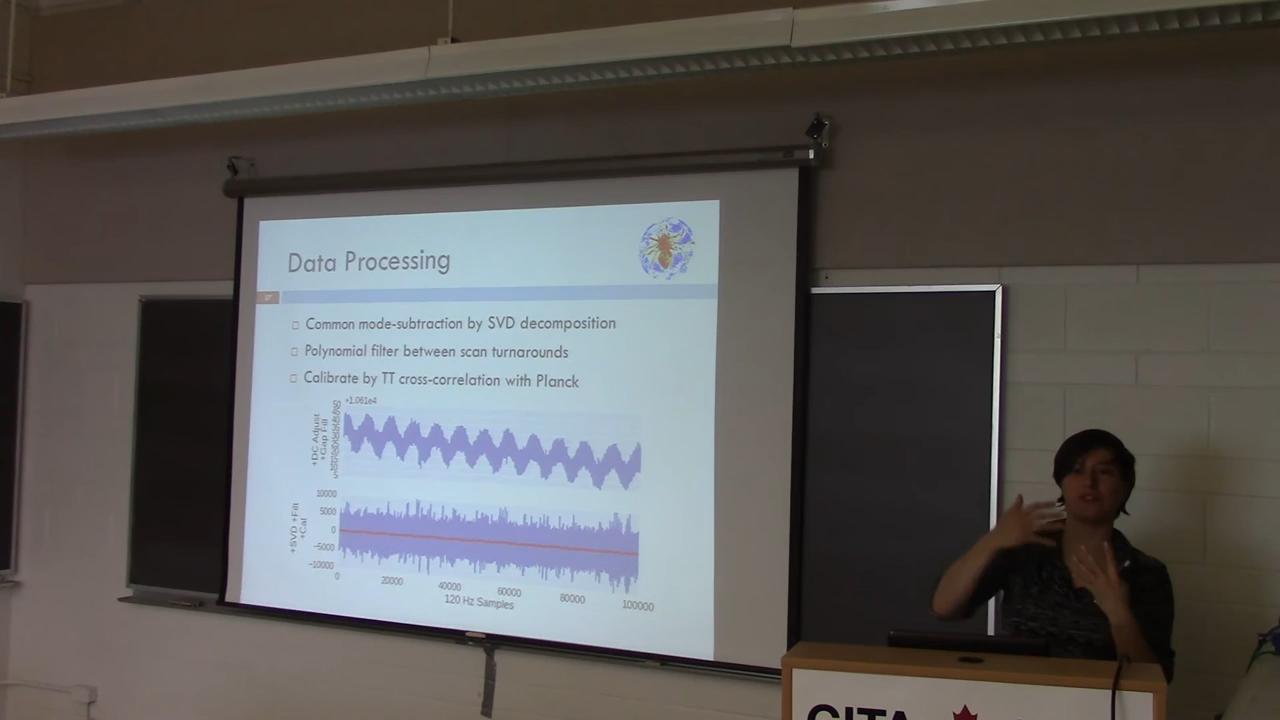 Data Processing
Common mode-subtraction by SVD decomposition
Polynomial filter between scan turnarounds
Calibrate by TT cross-correlation with Planck
+1.061e4
+DC Adjust
+Gap Fill
10000
5000
0
−5000
−10000
+SVD +Filt
+Cal
0
20000
40000
60000
80000
100000
120 Hz Samples
CITA